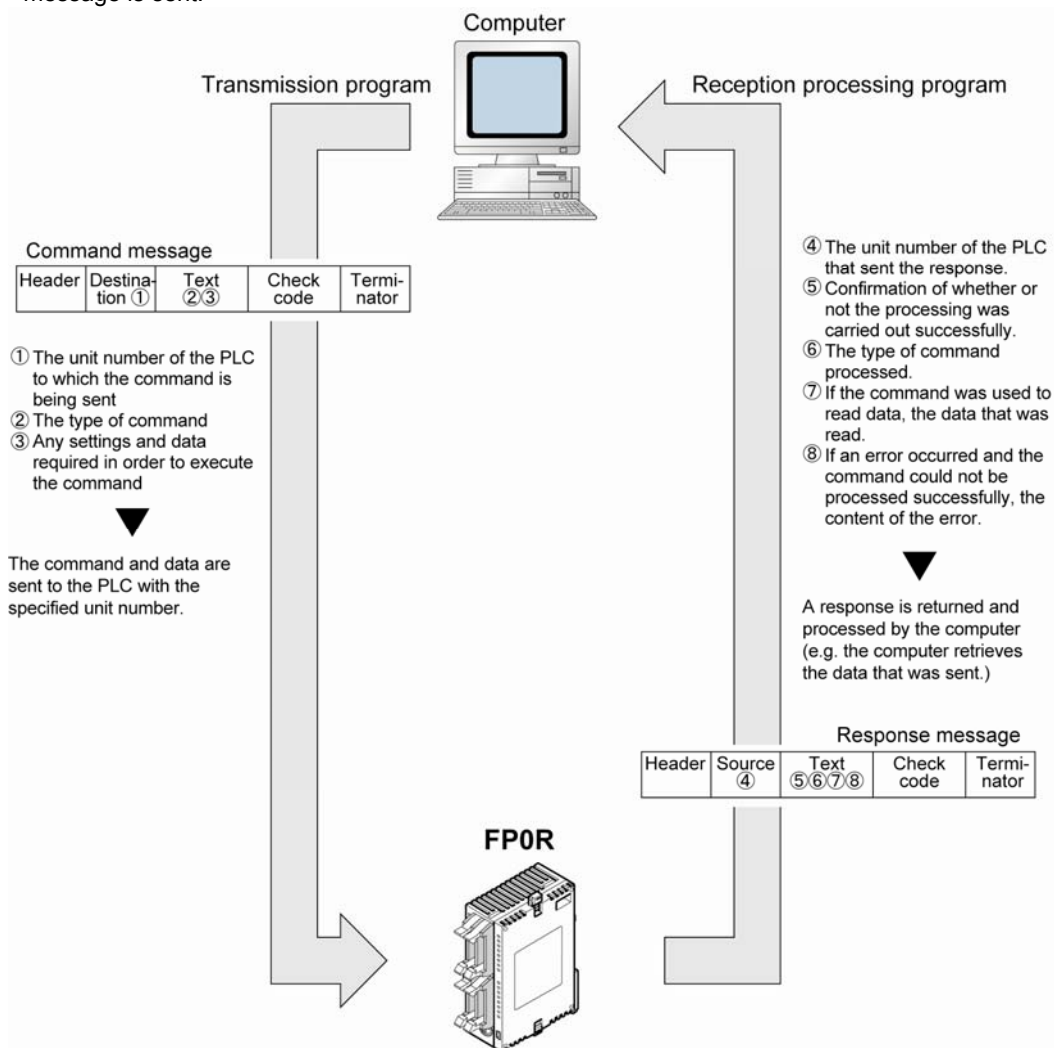 message is sent.
Computer
Transmission program
Reception processing program
Command message
Header Destina- Text Check Termi-
tion ① ②③ code nator
① The unit number of the PLC
to which the command is
being sent
② The type of command
③ Any settings and data
required in order to execute
the command
The command and data are
sent to the PLC with the
specified unit number.
④ The unit number of the PLC
that sent the response.
⑤ Confirmation of whether or
not the processing was
carried out successfully.
⑥ The type of command
processed.
⑦ If the command was used to
read data, the data that was
read.
⑧ If an error occurred and the
command could not be
processed successfully, the
content of the error.
A response is returned and
processed by the computer
(e.g. the computer retrieves
the data that was sent.)
Response message
Header Source Text Check Termi-
④ ⑤⑥⑦⑧ code nator
FP0R